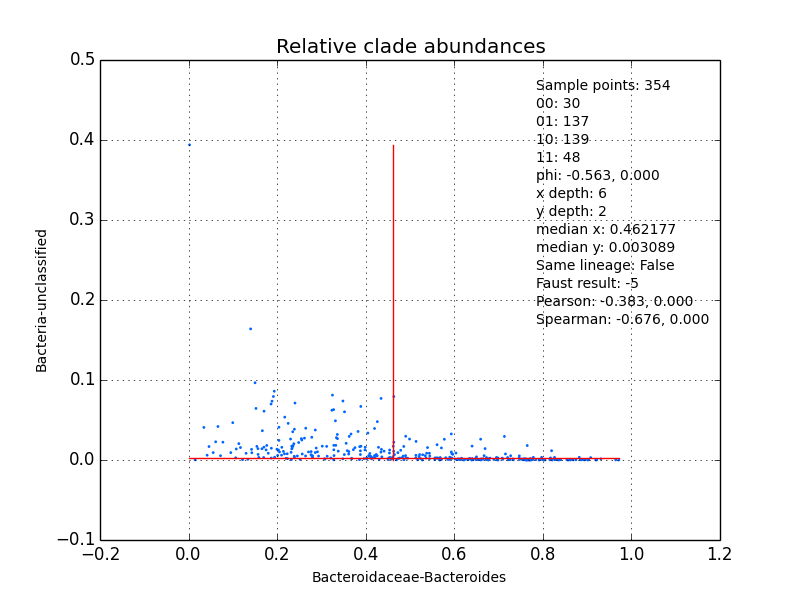 Relative clade abundances
0.5
0.4
0.3
0.2
0.1
0.0
−0.1
−0.2
0.0
0.2
0.4
0.6
0.8
1.0
1.2
Bacteria-unclassified
Bacteroidaceae-Bacteroides
Sample points: 354
00: 30
01: 137
10: 139
11: 48
phi: -0.563, 0.000
x depth: 6
y depth: 2
median x: 0.462177
median y: 0.003089
Same lineage: False
Faust result: -5
Pearson: -0.383, 0.000
Spearman: -0.676, 0.000